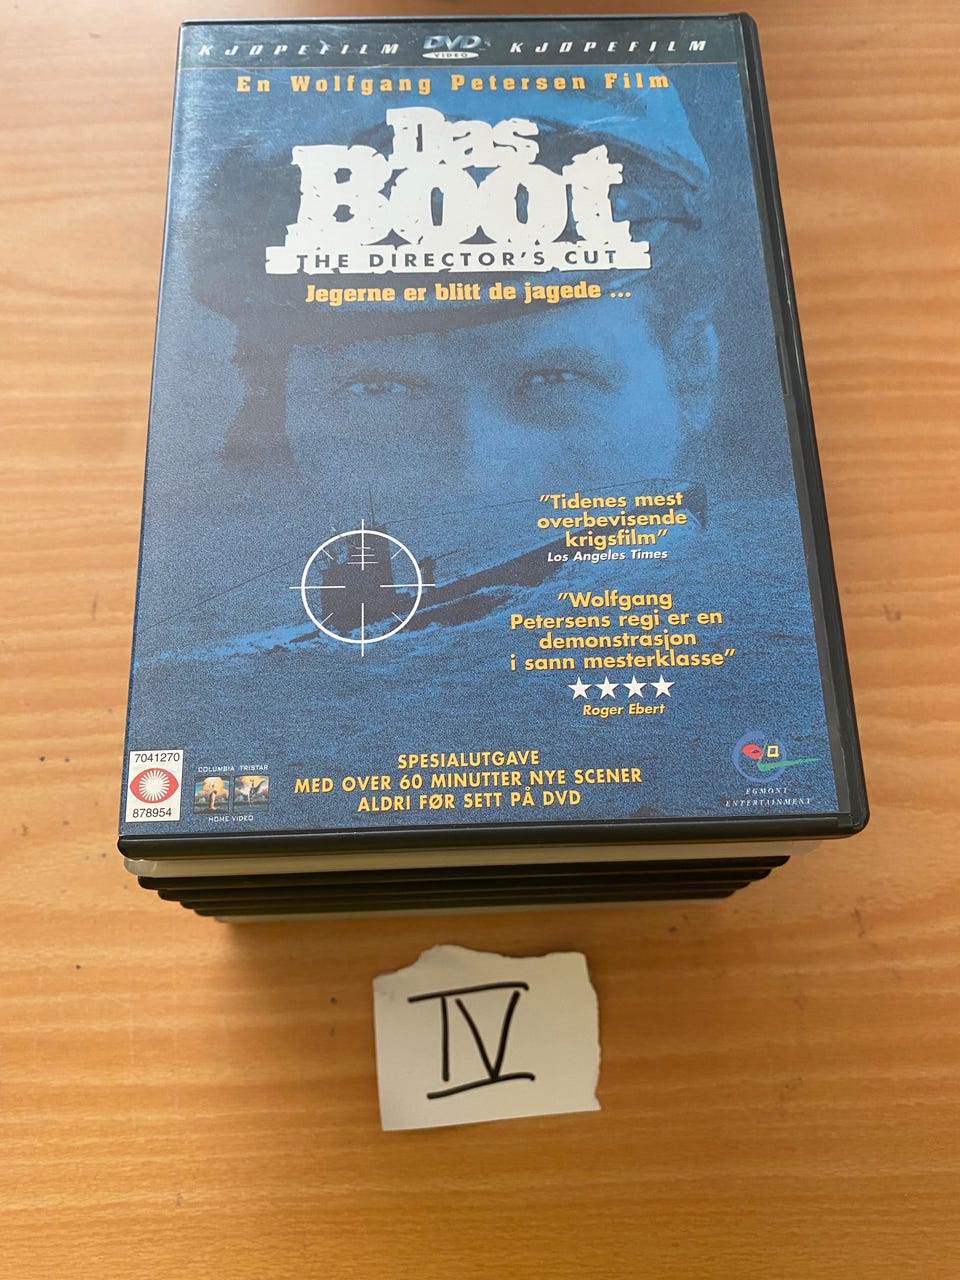 KJØPEFILM DVD VIDEO KJØPEFILM
En Wolfgang Petersen Film
Das
Boot
THE DIRECTOR'S CUT
Jegerne er blitt de jagede ...
"Tidenes mest
overbevisende
krigsfilm"
Los Angeles Times
"Wolfgang
Petersens regi er en
demonstrasjon
i sann mesterklasse"
Roger Ebert
7041270
878954
COLUMBIA TRISTAR
HOME VIDEO
SPESIALUTGAVE
MED OVER 60 MINUTTER NYE SCENER
ALDRI FØR SETT PÅ DVD
EGMONT
ENTERTAINMENT
IV